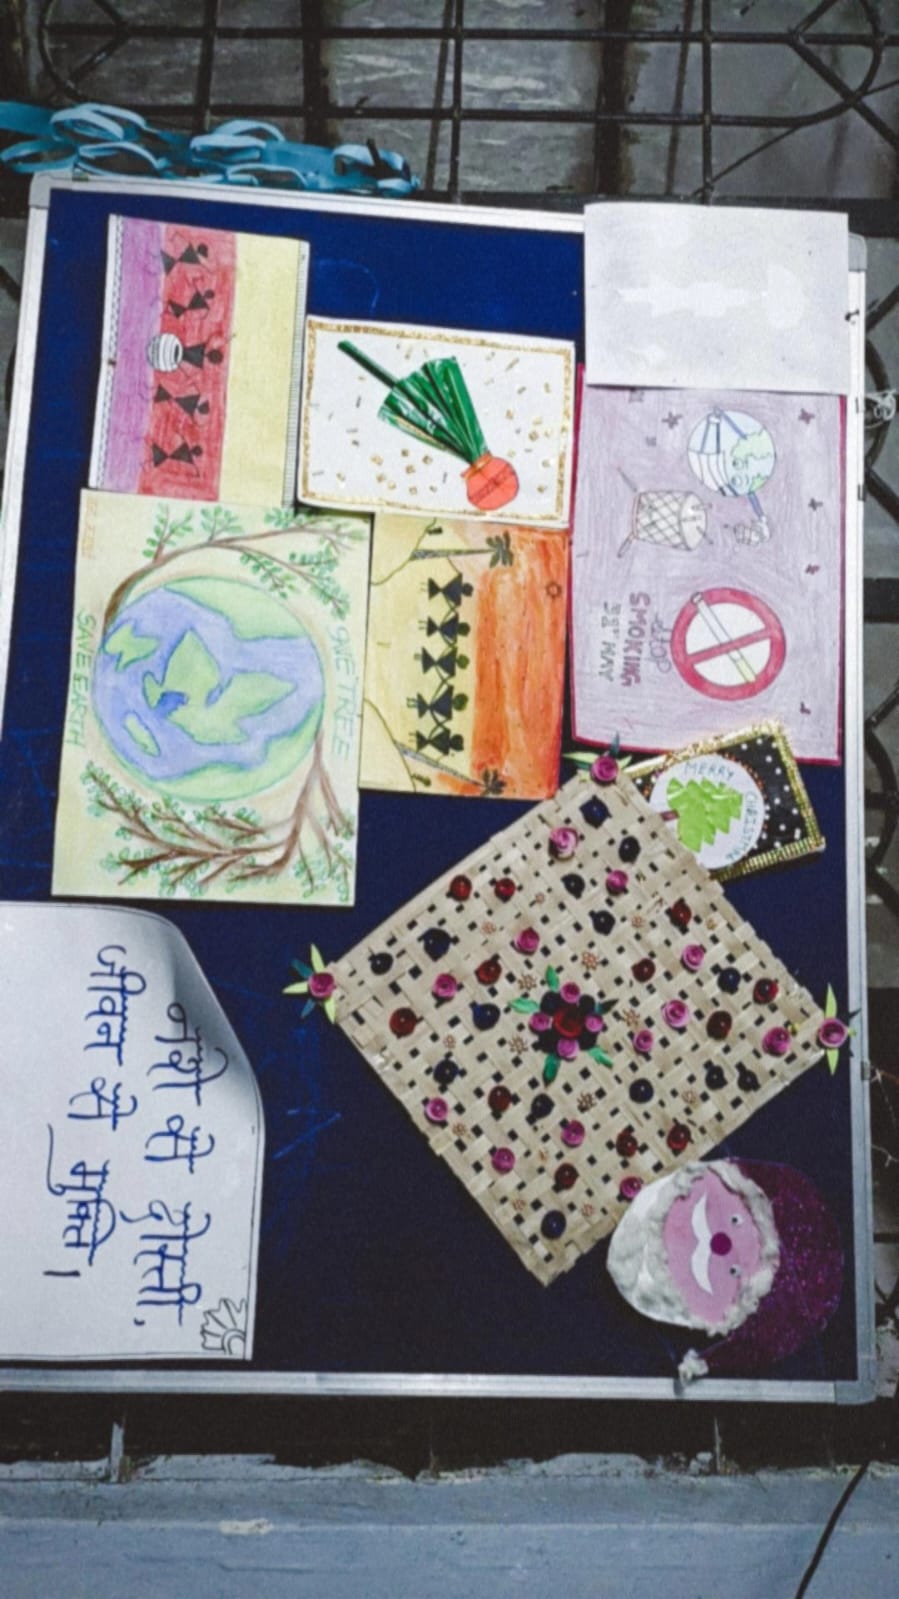 SAVE TREE
SAVE EARTH
STOP
SMOKING
31st MAY
MERRY
CHRISTMAS
नशे से दोस्ती,
जीवन से मुक्ति।